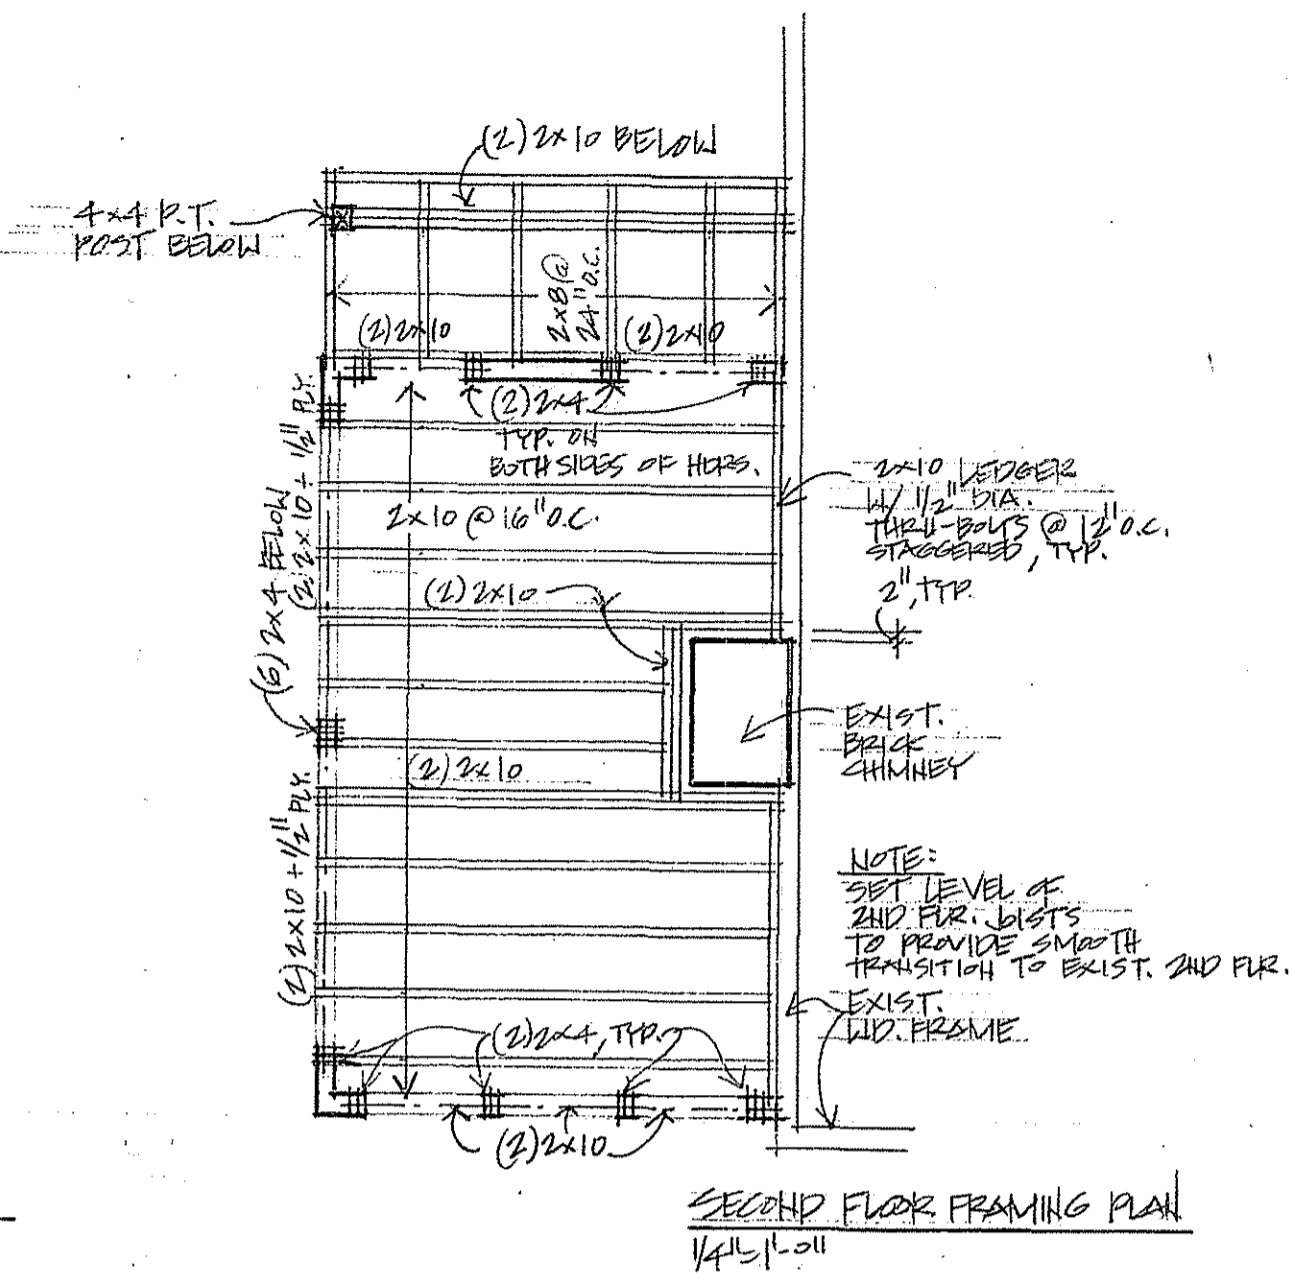 (2) 2x10 BELOW
4x4 P.T.
POST BELOW
2x8 @
24" O.C.
(2) 2x10
(2) 2x10
(2) 2x4
TYP. ON
BOTH SIDES OF HDRS.
(2) 2x10 + 1/2" PLY.
2x10 @ 16" O.C.
2x10 LEDGER
W/ 1/2" DIA.
THRU-BOLTS @ 12" O.C.
STAGGERED, TYP.
2", TYP.
(2) 2x10
(6) 2x4 BELOW
EXIST.
BRICK
CHIMNEY
(2) 2x10
(2) 2x10 + 1/2" PLY.
NOTE:
SET LEVEL OF
2ND FLR. JSTS
TO PROVIDE SMOOTH
TRANSITION TO EXIST. 2ND FLR.
EXIST.
WD. FRAME
(2) 2x4, TYP.
(2) 2x10
SECOND FLOOR FRAMING PLAN
1/4"=1'-0"